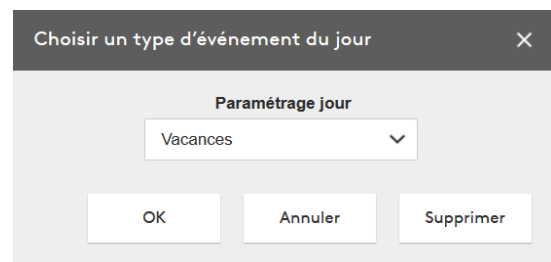 Choisir un type d'événement du jour
Paramétrage jour
Vacances
OK Annuler Supprimer